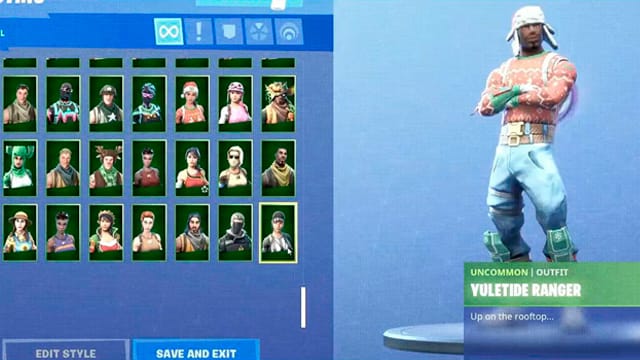 UNCOMMON | OUTFIT
YULETIDE RANGER
Up on the rooftop...
EDIT STYLE
SAVE AND EXIT